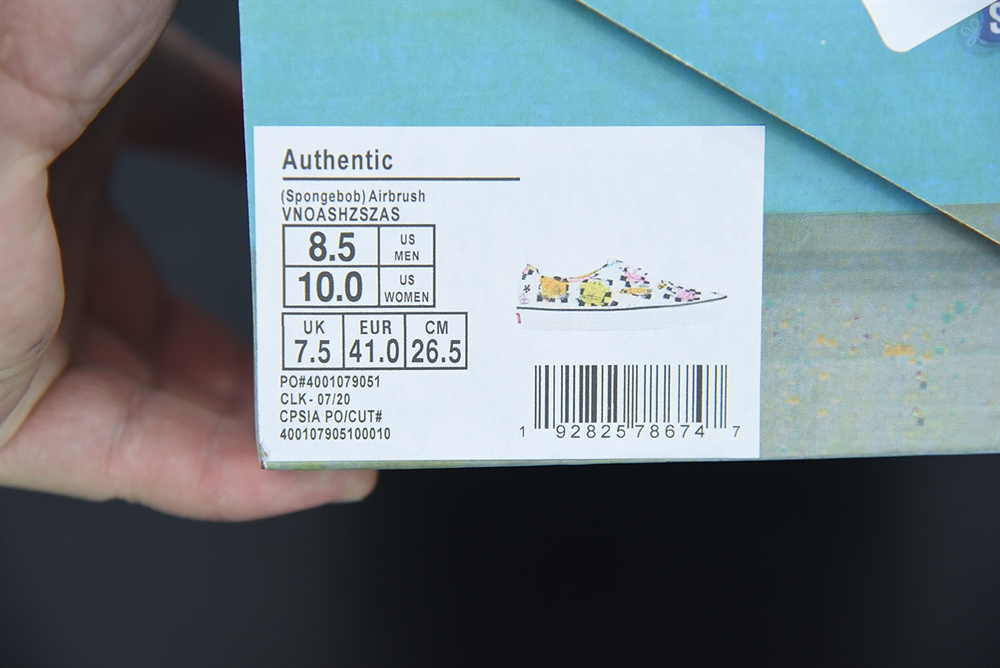 Authentic
(Spongebob) Airbrush
VNOASHZSZAS
8.5 US MEN
10.0 US WOMEN
UK EUR CM
7.5 41.0 26.5
PO#4001079051
CLK - 07/20
CPSIA PO/CUT#
400107905100010
1 92825 78674 7